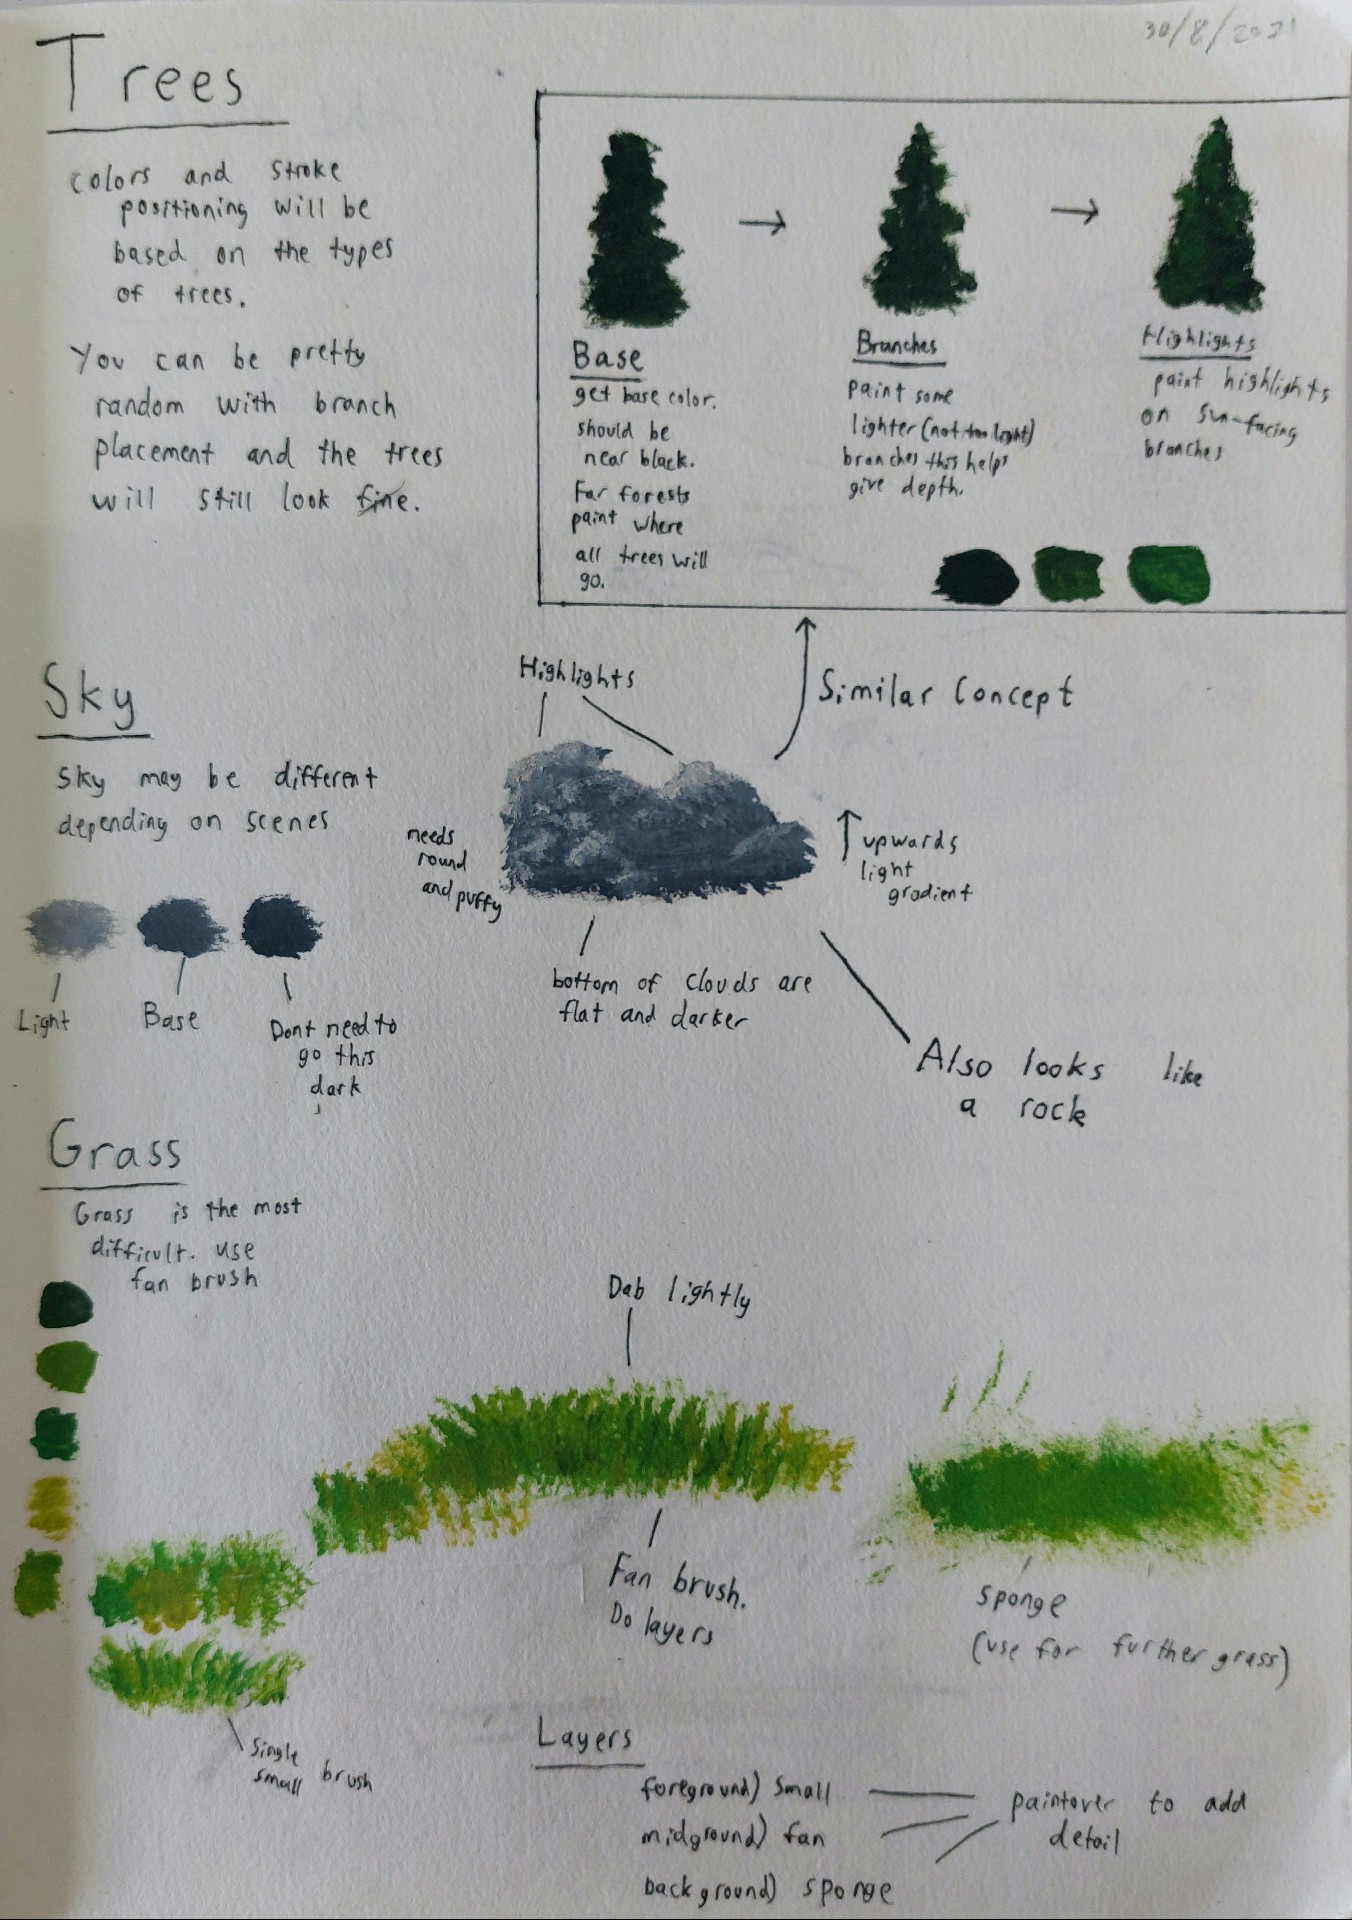 30/8/2021
Trees
colors and stroke
positioning will be
based on the types
of trees.
You can be pretty
random with branch
placement and the trees
will still look fine.
Base
get base color.
should be
near black.
For forests
paint where
all trees will
go.
Branches
paint some
lighter (not too light)
branches this helps
give depth.
Highlights
paint highlights
on sun-facing
branches
Similar Concept
Sky
Sky may be different
depending on scenes
Light
Base
Dont need to
go this
dark
Highlights
needs
round
and puffy
upwards
light
gradient
bottom of clouds are
flat and darker
Also looks like
a rock
Grass
Grass is the most
difficult. use
fan brush
Dab lightly
Fan brush.
Do layers
sponge
(use for further grass)
Single
small brush
Layers
foreground) small
midground) fan
background) sponge
paintover to add
detail